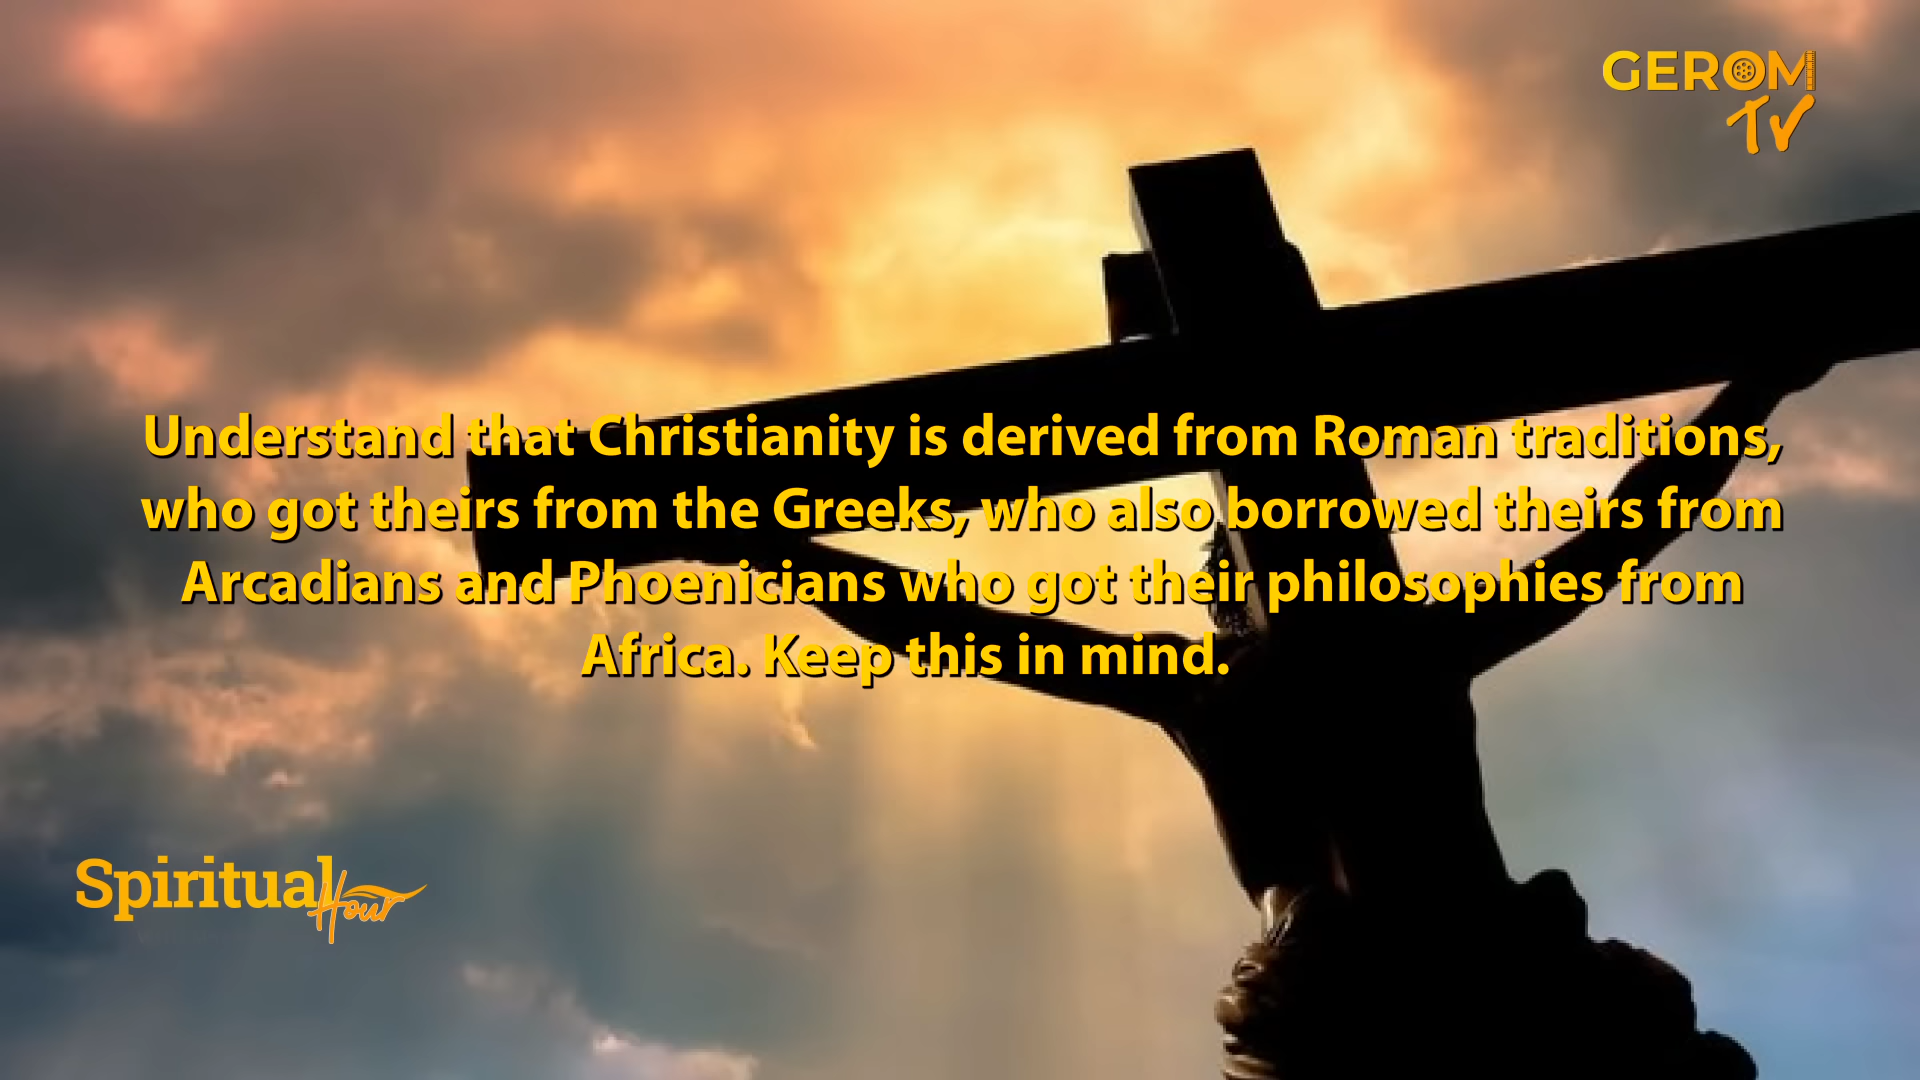 GEROM
TV
Understand that Christianity is derived from Roman traditions,
who got theirs from the Greeks, who also borrowed theirs from
Arcadians and Phoenicians who got their philosophies from
Africa. Keep this in mind.
Spiritual
Hour